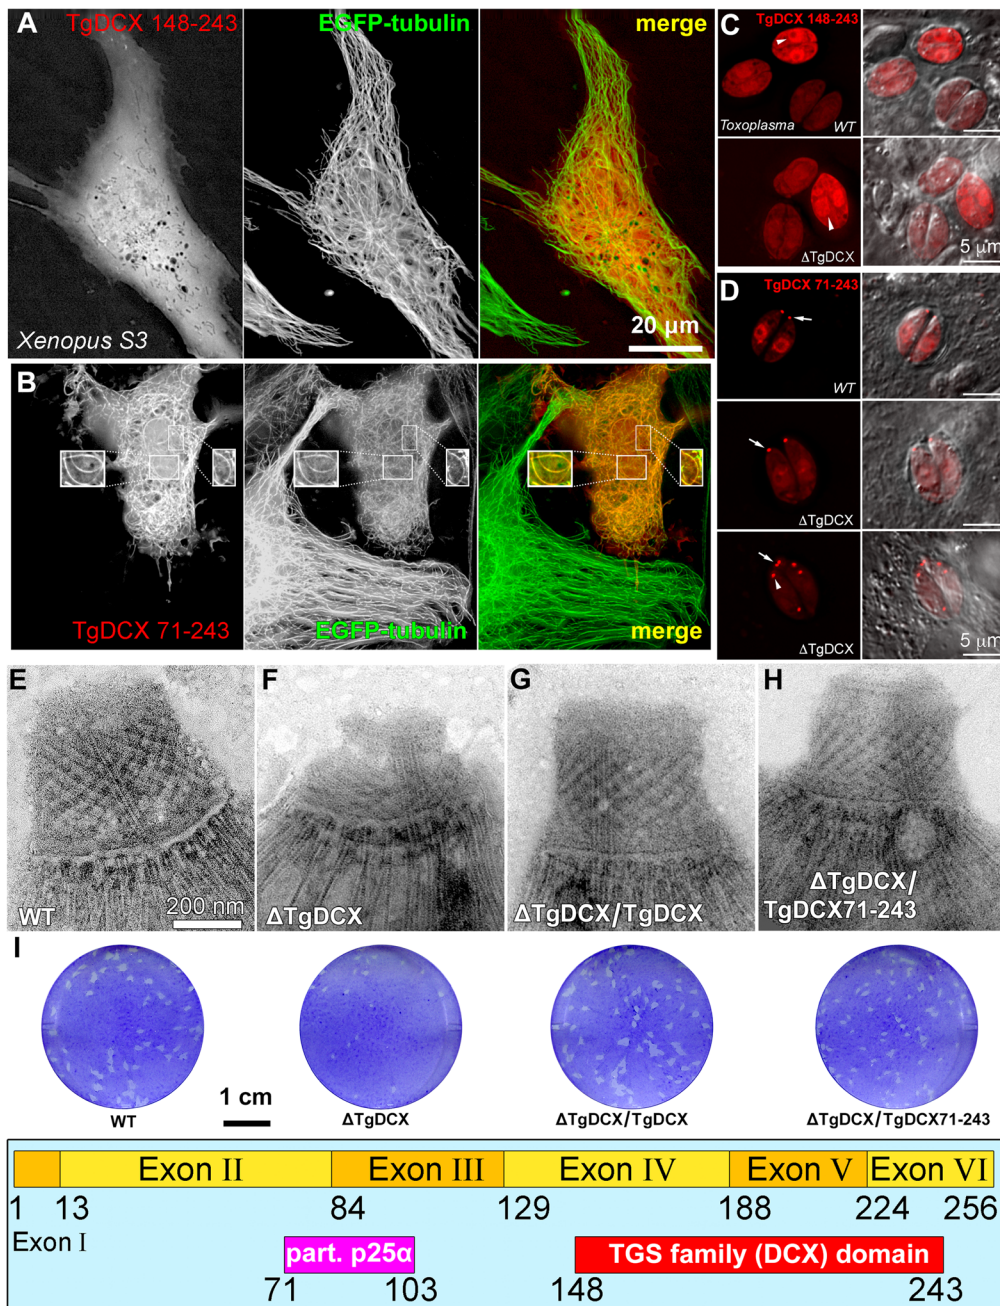 A
TgDCX 148-243
EGFP-tubulin
merge
Xenopus S3
20 µm
B
TgDCX 71-243
EGFP-tubulin
merge
C
TgDCX 148-243
Toxoplasma
WT
ΔTgDCX
5 µm
D
TgDCX 71-243
WT
ΔTgDCX
ΔTgDCX
5 µm
E
WT
200 nm
F
ΔTgDCX
G
ΔTgDCX/TgDCX
H
ΔTgDCX/
TgDCX71-243
I
WT
1 cm
ΔTgDCX
ΔTgDCX/TgDCX
ΔTgDCX/TgDCX71-243
Exon II
Exon III
Exon IV
Exon V
Exon VI
1 13 84 129 188 224 256
Exon I
part. p25α
TGS family (DCX) domain
71 103 148 243